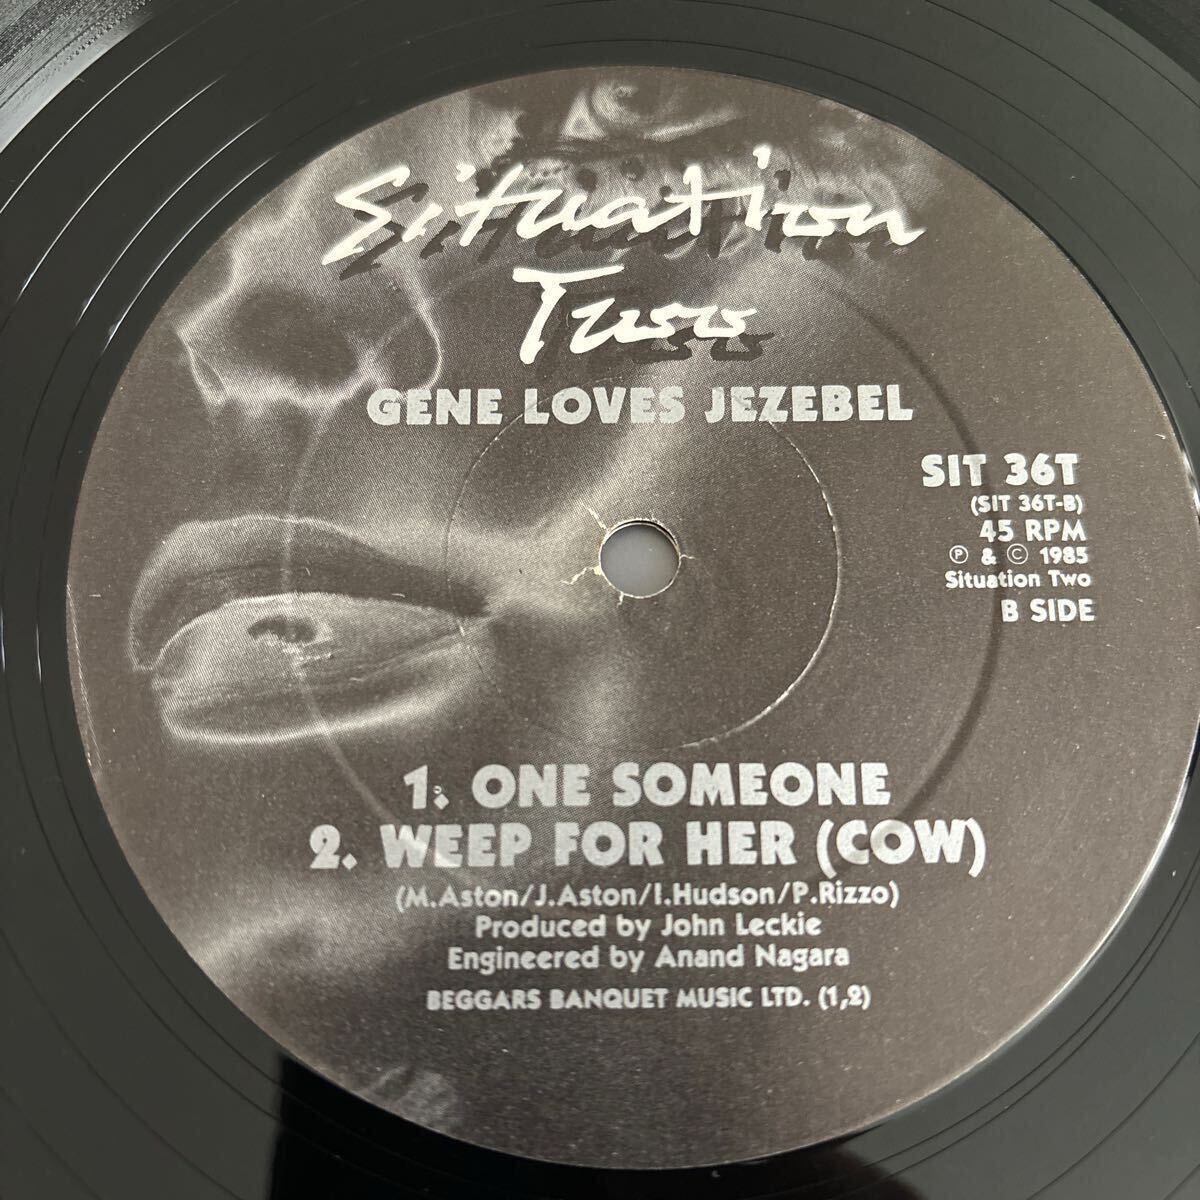 Situation
Two
GENE LOVES JEZEBEL
SIT 36T
(SIT 36T-B)
45 RPM
℗ & © 1985
Situation Two
B SIDE
1. ONE SOMEONE
2. WEEP FOR HER (COW)
(M.Aston/J.Aston/I.Hudson/P.Rizzo)
Produced by John Leckie
Engineered by Anand Nagara
BEGGARS BANQUET MUSIC LTD. (1,2)